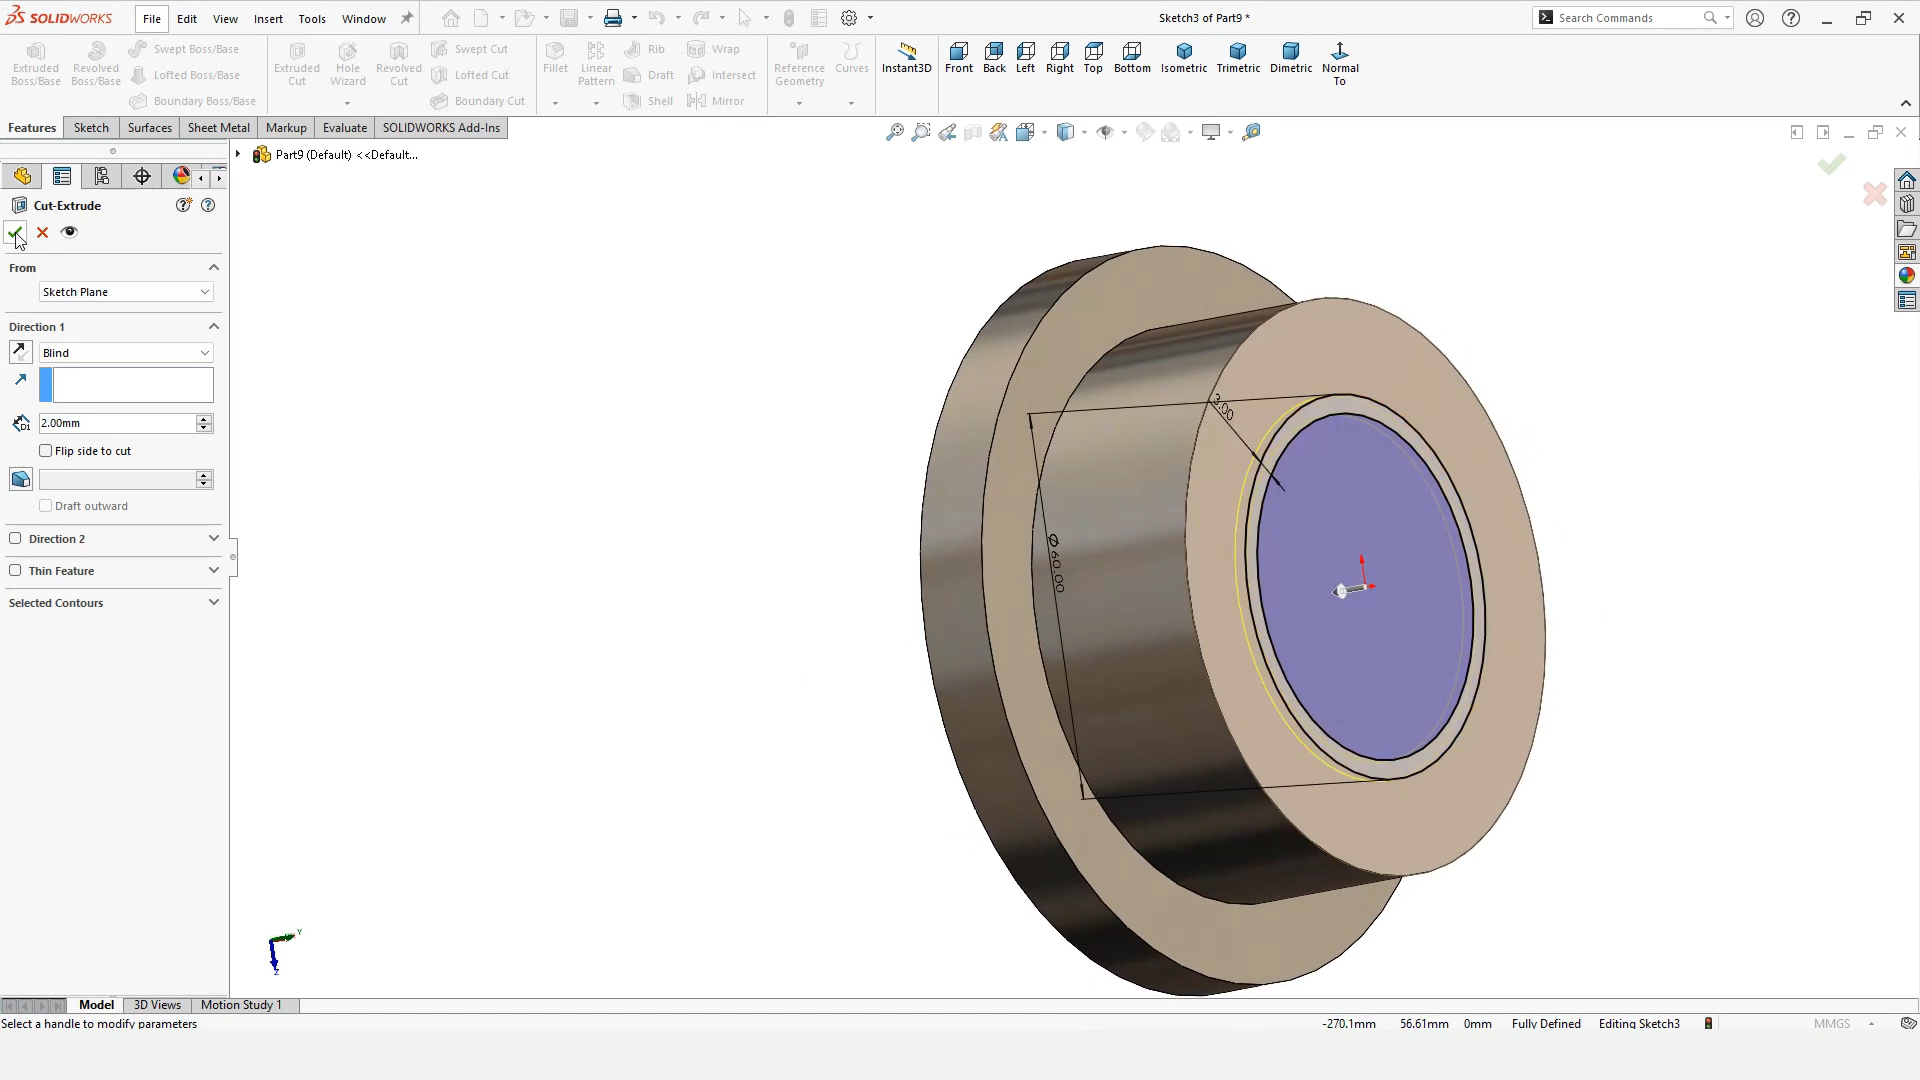 SOLIDWORKS File Edit View Insert Tools Window Sketch3 of Part9 * Search Commands
Extruded Boss/Base
Revolved Boss/Base
Swept Boss/Base
Lofted Boss/Base
Boundary Boss/Base
Extruded Cut
Hole Wizard
Revolved Cut
Swept Cut
Lofted Cut
Boundary Cut
Fillet
Linear Pattern
Rib
Draft
Shell
Wrap
Intersect
Mirror
Reference Geometry
Curves
Instant3D
Front Back Left Right Top Bottom Isometric Trimetric Dimetric Normal To
Features Sketch Surfaces Sheet Metal Markup Evaluate SOLIDWORKS Add-Ins
Part9 (Default) <<Default...
Cut-Extrude
From
Sketch Plane
Direction 1
Blind
D1
2.00mm
Flip side to cut
Draft outward
Direction 2
Thin Feature
Selected Contours
3.00
Ø 60.00
Y
Z
Model 3D Views Motion Study 1
Select a handle to modify parameters -270.1mm 56.61mm 0mm Fully Defined Editing Sketch3 MMGS